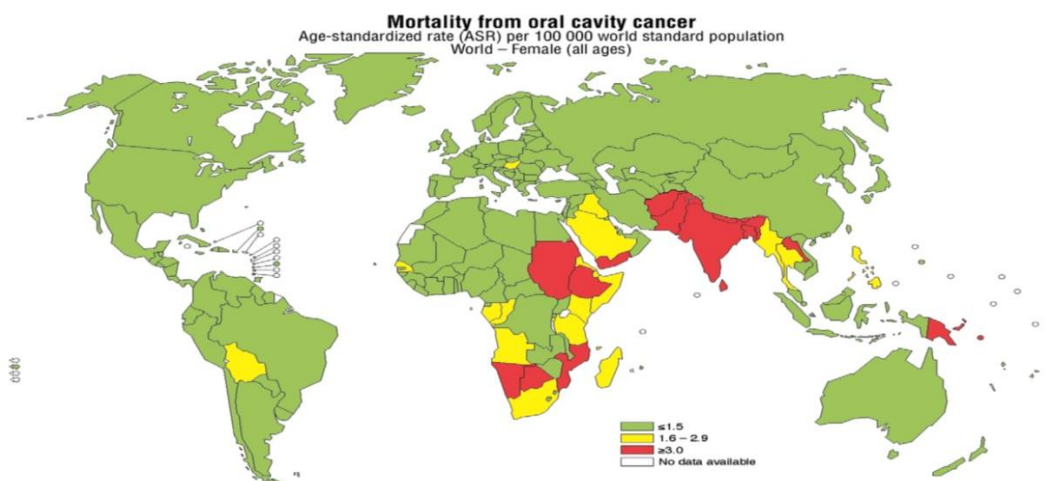 Mortality from oral cavity cancer
Age-standardized rate (ASR) per 100 000 world standard population
World – Female (all ages)
≤1.5
1.6 – 2.9
≥3.0
No data available